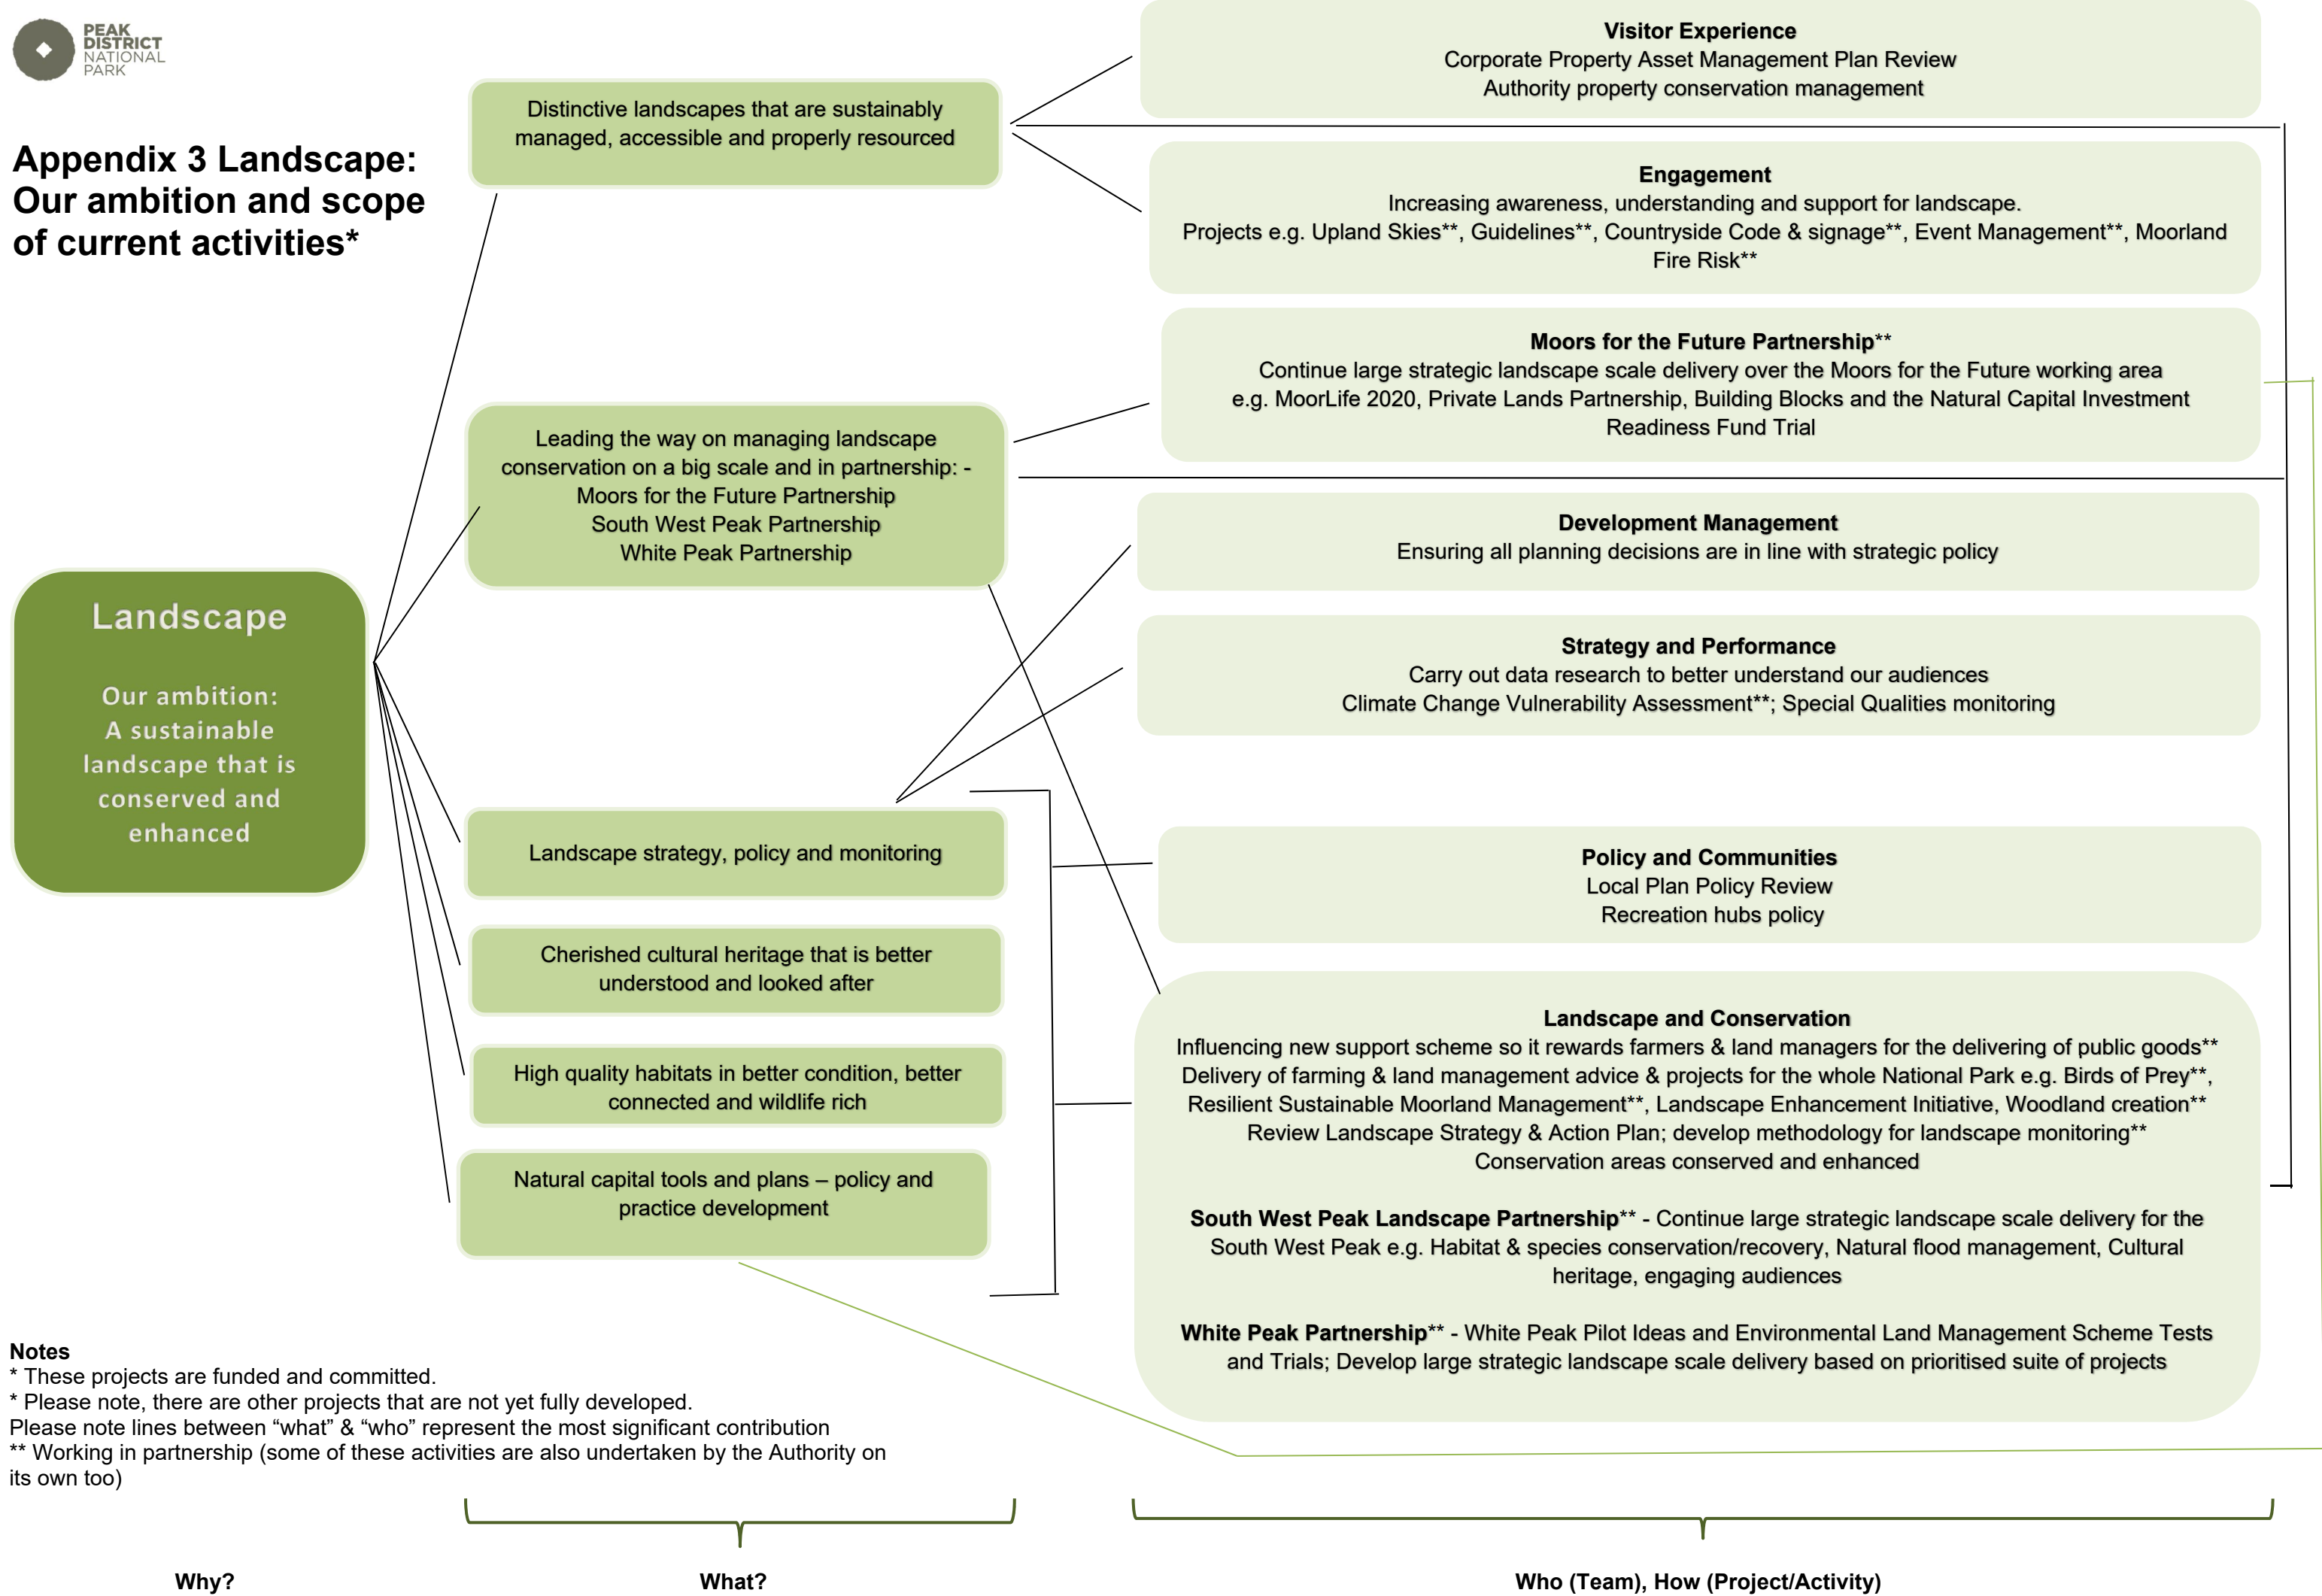 PEAK
DISTRICT
NATIONAL
PARK
Appendix 3 Landscape:
Our ambition and scope
of current activities*
Landscape
Our ambition:
A sustainable
landscape that is
conserved and
enhanced
Distinctive landscapes that are sustainably
managed, accessible and properly resourced
Leading the way on managing landscape
conservation on a big scale and in partnership: -
Moors for the Future Partnership
South West Peak Partnership
White Peak Partnership
Landscape strategy, policy and monitoring
Cherished cultural heritage that is better
understood and looked after
High quality habitats in better condition, better
connected and wildlife rich
Natural capital tools and plans – policy and
practice development
Visitor Experience
Corporate Property Asset Management Plan Review
Authority property conservation management
Engagement
Increasing awareness, understanding and support for landscape.
Projects e.g. Upland Skies**, Guidelines**, Countryside Code & signage**, Event Management**, Moorland
Fire Risk**
Moors for the Future Partnership**
Continue large strategic landscape scale delivery over the Moors for the Future working area
e.g. MoorLife 2020, Private Lands Partnership, Building Blocks and the Natural Capital Investment
Readiness Fund Trial
Development Management
Ensuring all planning decisions are in line with strategic policy
Strategy and Performance
Carry out data research to better understand our audiences
Climate Change Vulnerability Assessment**; Special Qualities monitoring
Policy and Communities
Local Plan Policy Review
Recreation hubs policy
Landscape and Conservation
Influencing new support scheme so it rewards farmers & land managers for the delivering of public goods**
Delivery of farming & land management advice & projects for the whole National Park e.g. Birds of Prey**,
Resilient Sustainable Moorland Management**, Landscape Enhancement Initiative, Woodland creation**
Review Landscape Strategy & Action Plan; develop methodology for landscape monitoring**
Conservation areas conserved and enhanced
South West Peak Landscape Partnership** - Continue large strategic landscape scale delivery for the
South West Peak e.g. Habitat & species conservation/recovery, Natural flood management, Cultural
heritage, engaging audiences
White Peak Partnership** - White Peak Pilot Ideas and Environmental Land Management Scheme Tests
and Trials; Develop large strategic landscape scale delivery based on prioritised suite of projects
Notes
* These projects are funded and committed.
* Please note, there are other projects that are not yet fully developed.
Please note lines between “what” & “who” represent the most significant contribution
** Working in partnership (some of these activities are also undertaken by the Authority on
its own too)
Why?
What?
Who (Team), How (Project/Activity)